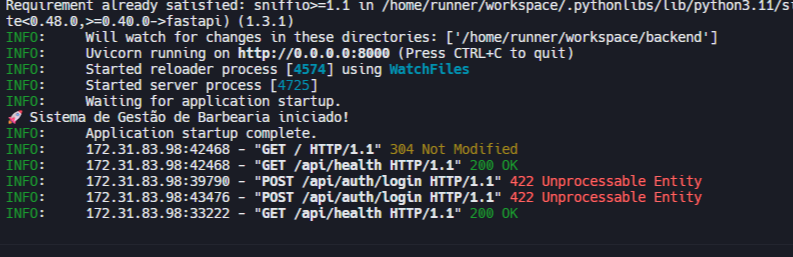 Requirement already satisfied: sniffio>=1.1 in /home/runner/workspace/.pythonlibs/lib/python3.11/si
te<0.48.0,>=0.40.0->fastapi) (1.3.1)
INFO:     Will watch for changes in these directories: ['/home/runner/workspace/backend']
INFO:     Uvicorn running on http://0.0.0.0:8000 (Press CTRL+C to quit)
INFO:     Started reloader process [4574] using WatchFiles
INFO:     Started server process [4725]
INFO:     Waiting for application startup.
🚀 Sistema de Gestão de Barbearia iniciado!
INFO:     Application startup complete.
INFO:     172.31.83.98:42468 - "GET / HTTP/1.1" 304 Not Modified
INFO:     172.31.83.98:42468 - "GET /api/health HTTP/1.1" 200 OK
INFO:     172.31.83.98:39790 - "POST /api/auth/login HTTP/1.1" 422 Unprocessable Entity
INFO:     172.31.83.98:43476 - "POST /api/auth/login HTTP/1.1" 422 Unprocessable Entity
INFO:     172.31.83.98:33222 - "GET /api/health HTTP/1.1" 200 OK